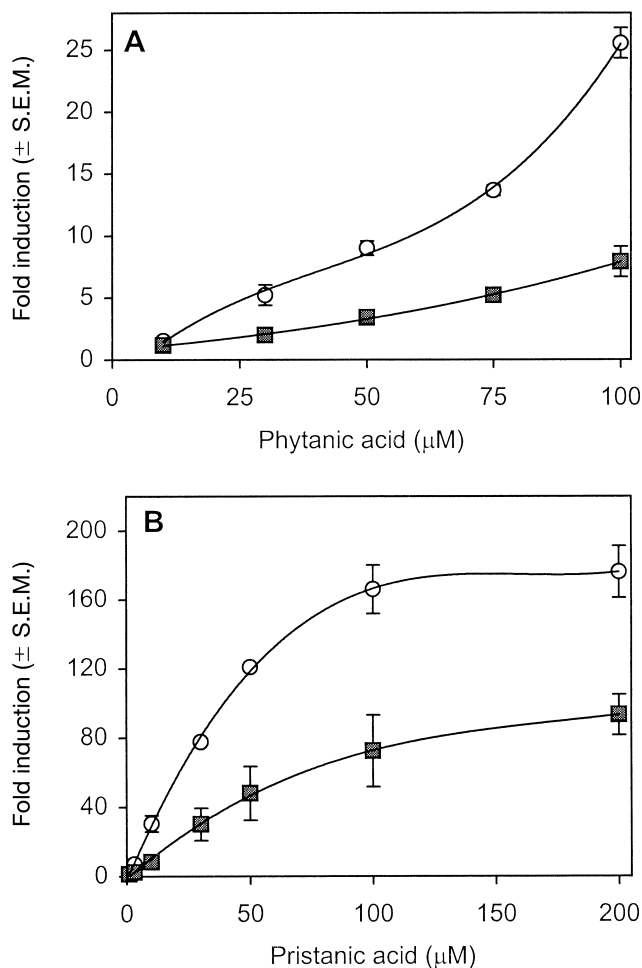 A
Fold induction (± S.E.M.)
25
20
15
10
5
0
0 25 50 75 100
Phytanic acid (μM)
B
Fold induction (± S.E.M.)
200
160
120
80
40
0
0 50 100 150 200
Pristanic acid (μM)